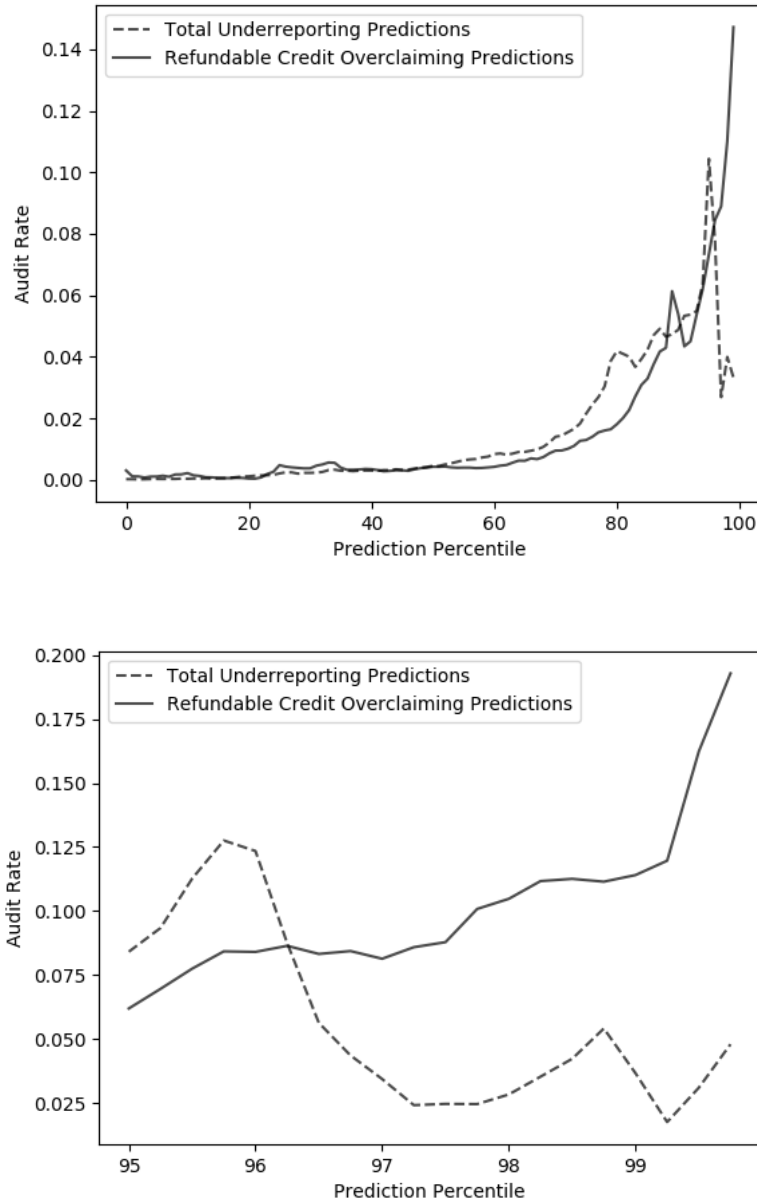 Total Underreporting Predictions
Refundable Credit Overclaiming Predictions
0.14
0.12
0.10
0.08
0.06
0.04
0.02
0.00
Audit Rate
0 20 40 60 80 100
Prediction Percentile
0.200
Total Underreporting Predictions
Refundable Credit Overclaiming Predictions
0.175
0.150
0.125
0.100
0.075
0.050
0.025
Audit Rate
95 96 97 98 99
Prediction Percentile